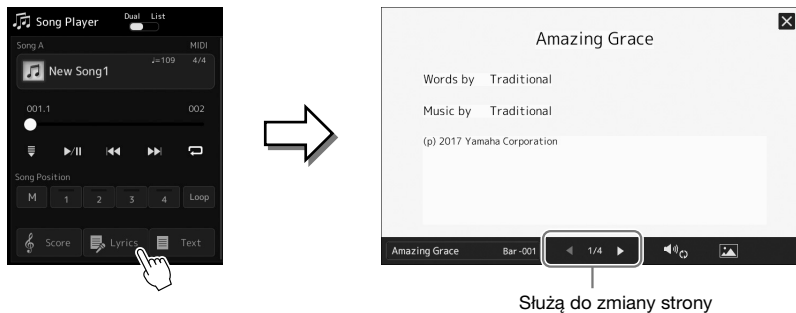 Song Player
Dual List
Song A MIDI
New Song1
♩=109 4/4
001.1 002
Song Position
M 1 2 3 4 Loop
Score Lyrics Text
Amazing Grace
Words by Traditional
Music by Traditional
(p) 2017 Yamaha Corporation
Amazing Grace Bar-001 1/4
Służą do zmiany strony